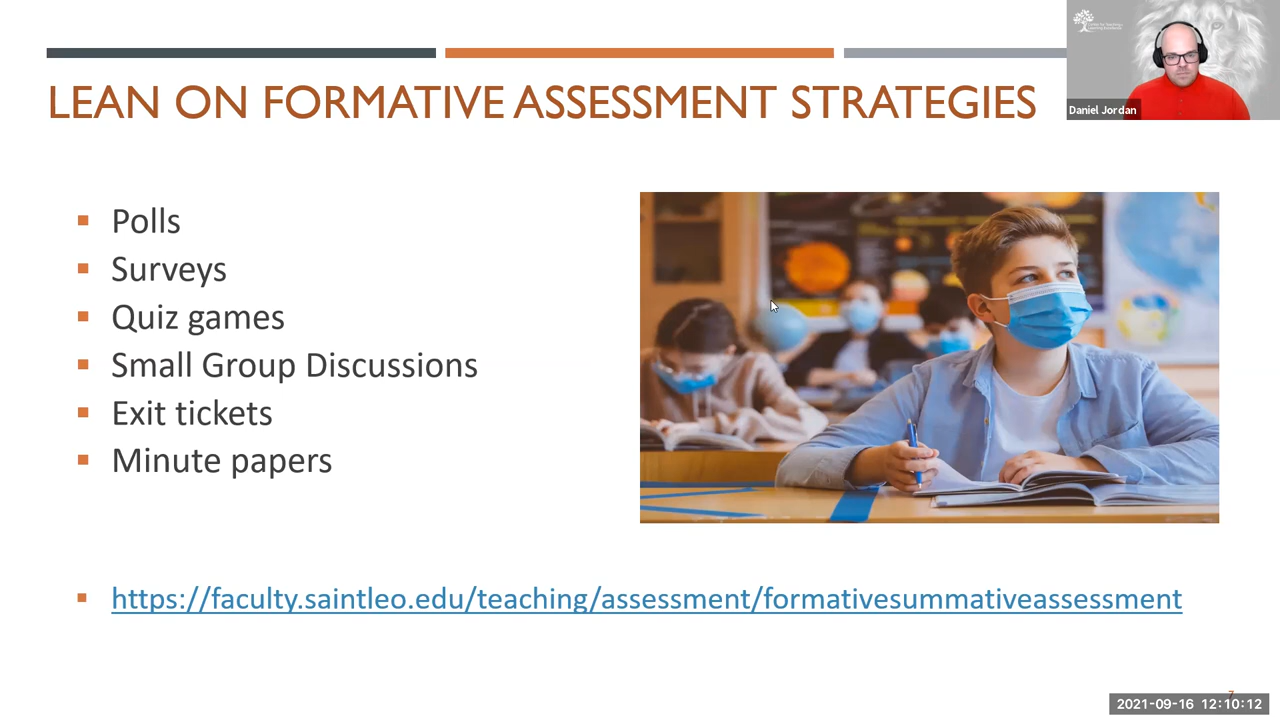 LEAN ON FORMATIVE ASSESSMENT STRATEGIES
Daniel Jordan
Polls
Surveys
Quiz games
Small Group Discussions
Exit tickets
Minute papers
https://faculty.saintleo.edu/teaching/assessment/formativesummativeassessment
7
2021-09-16 12:10:12